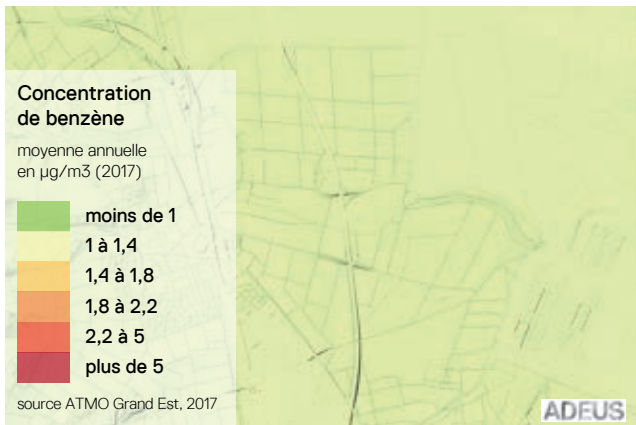 Concentration
de benzène
moyenne annuelle
en µg/m3 (2017)
moins de 1
1 à 1,4
1,4 à 1,8
1,8 à 2,2
2,2 à 5
plus de 5
source ATMO Grand Est, 2017
ADEUS